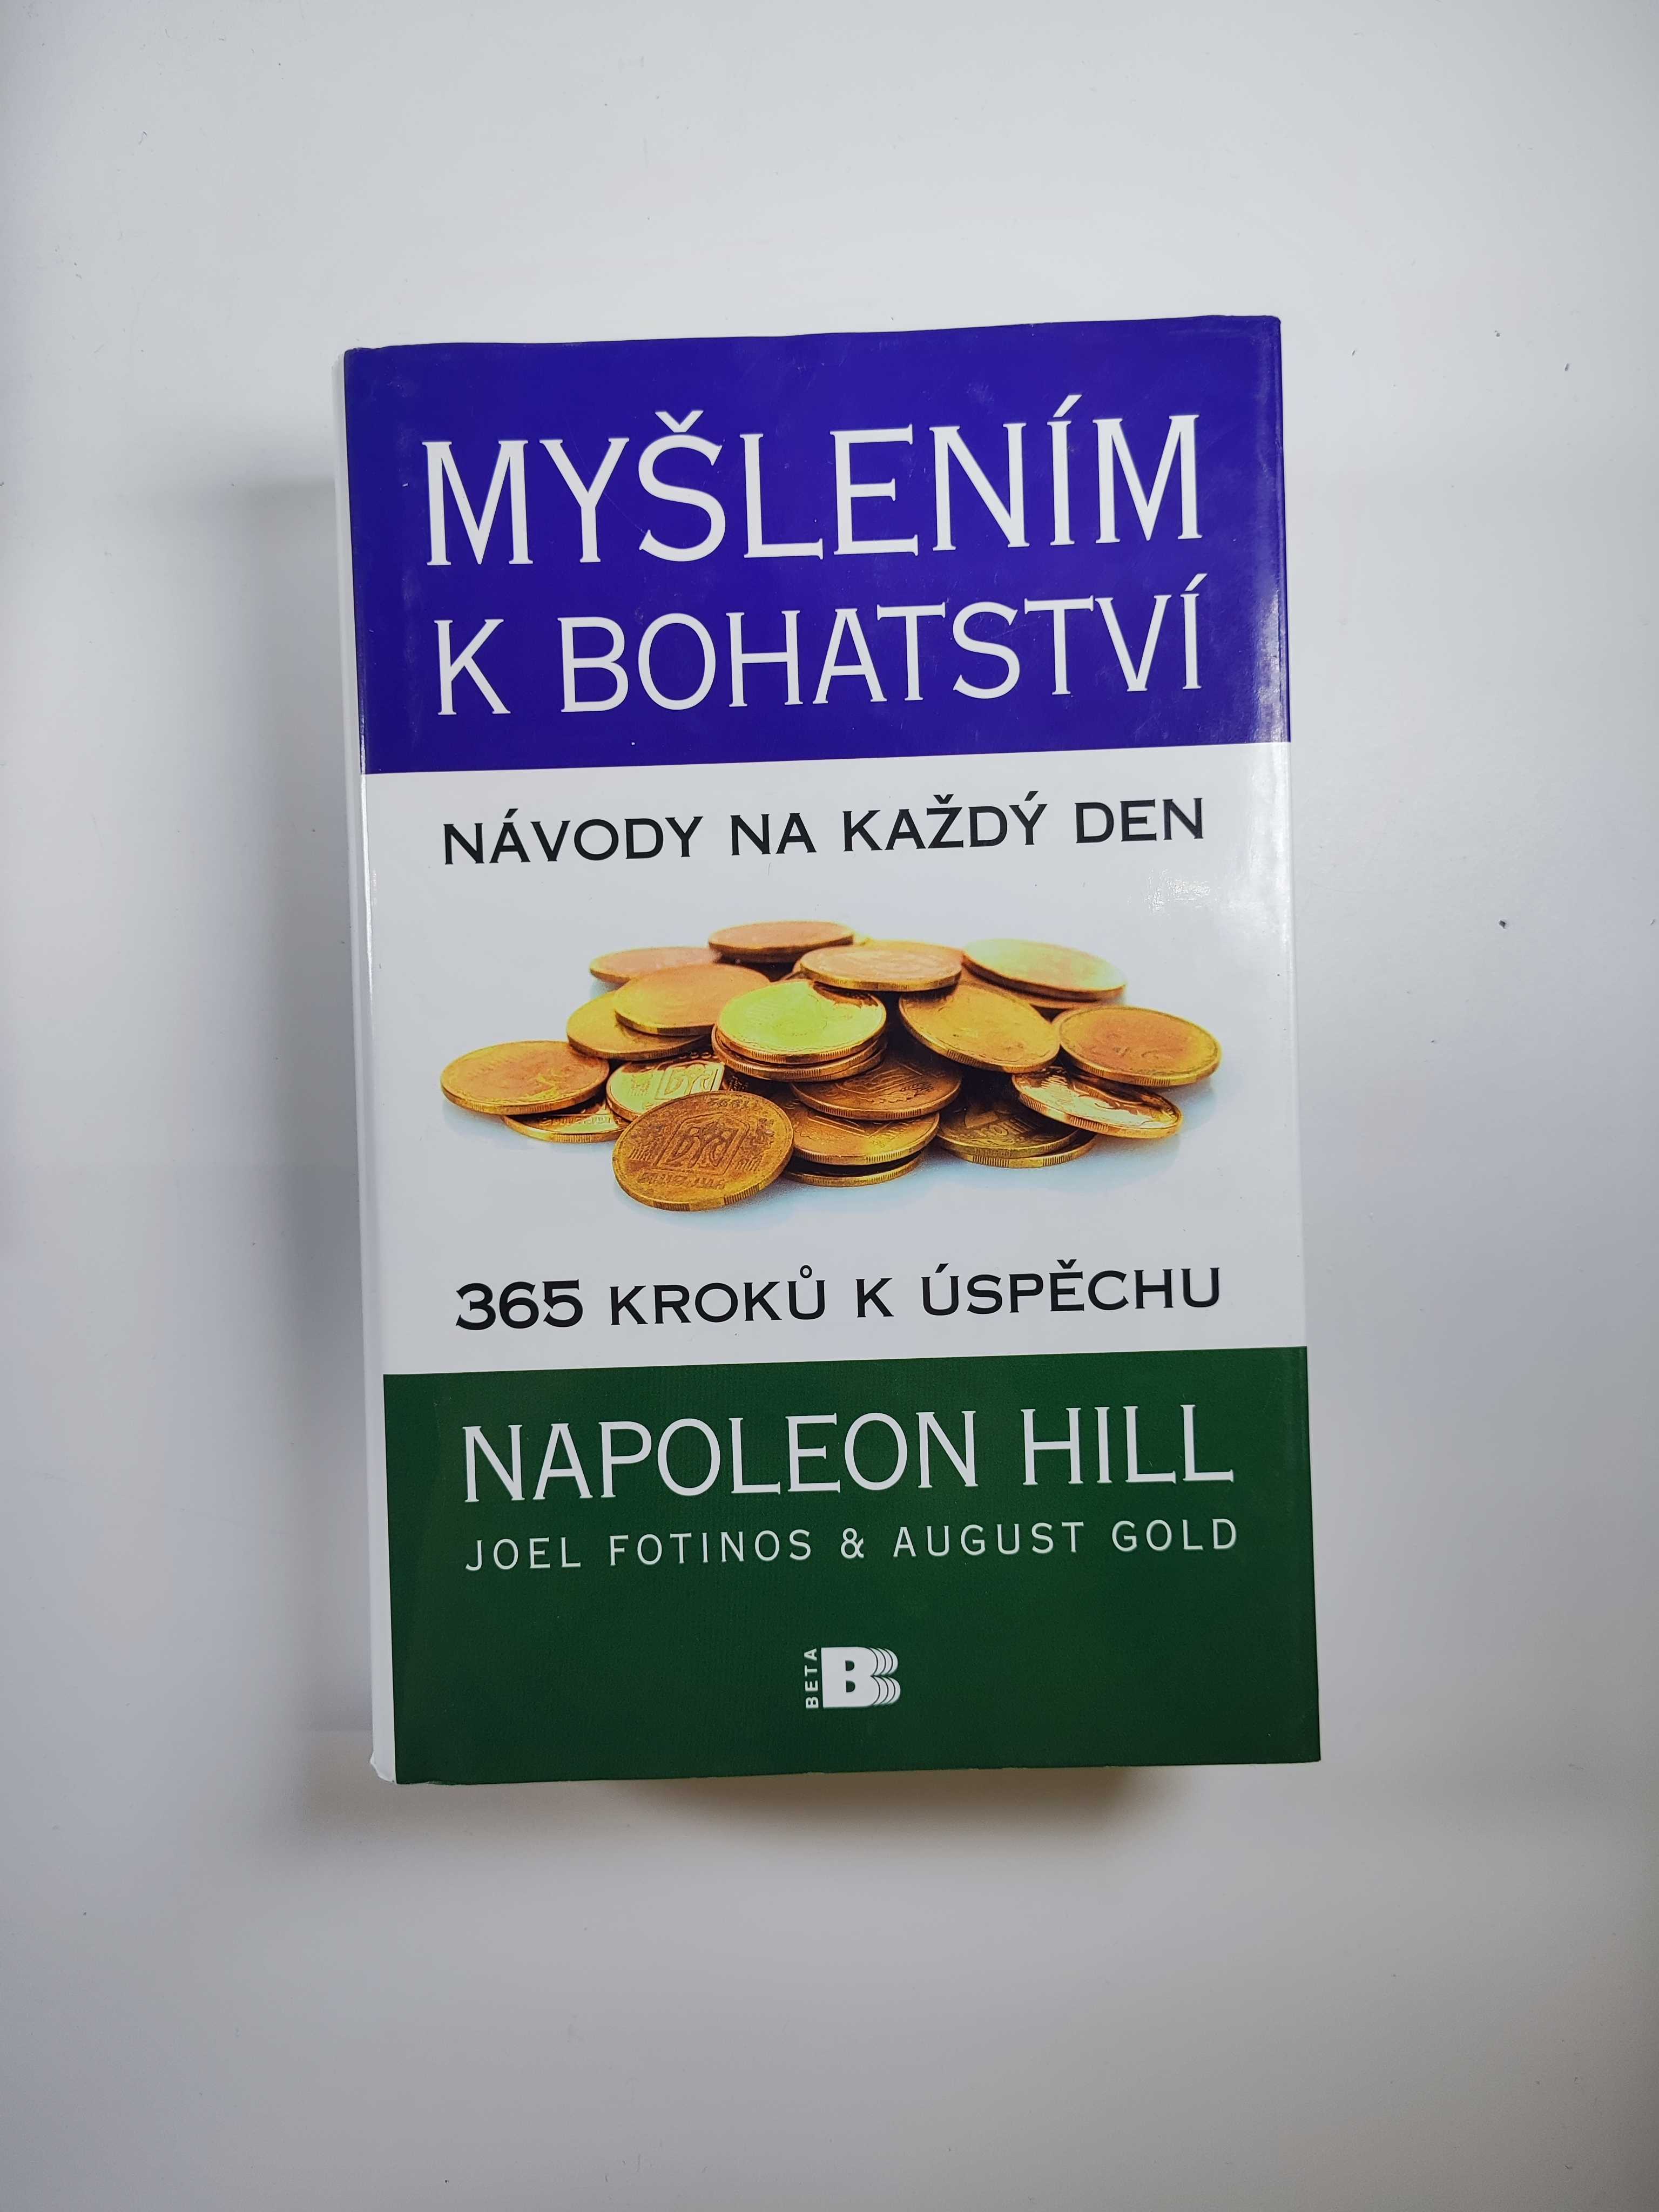 MYŠLENÍM
K BOHATSTVÍ
NÁVODY NA KAŽDÝ DEN
365 KROKŮ K ÚSPĚCHU
NAPOLEON HILL
JOEL FOTINOS & AUGUST GOLD
BETA B